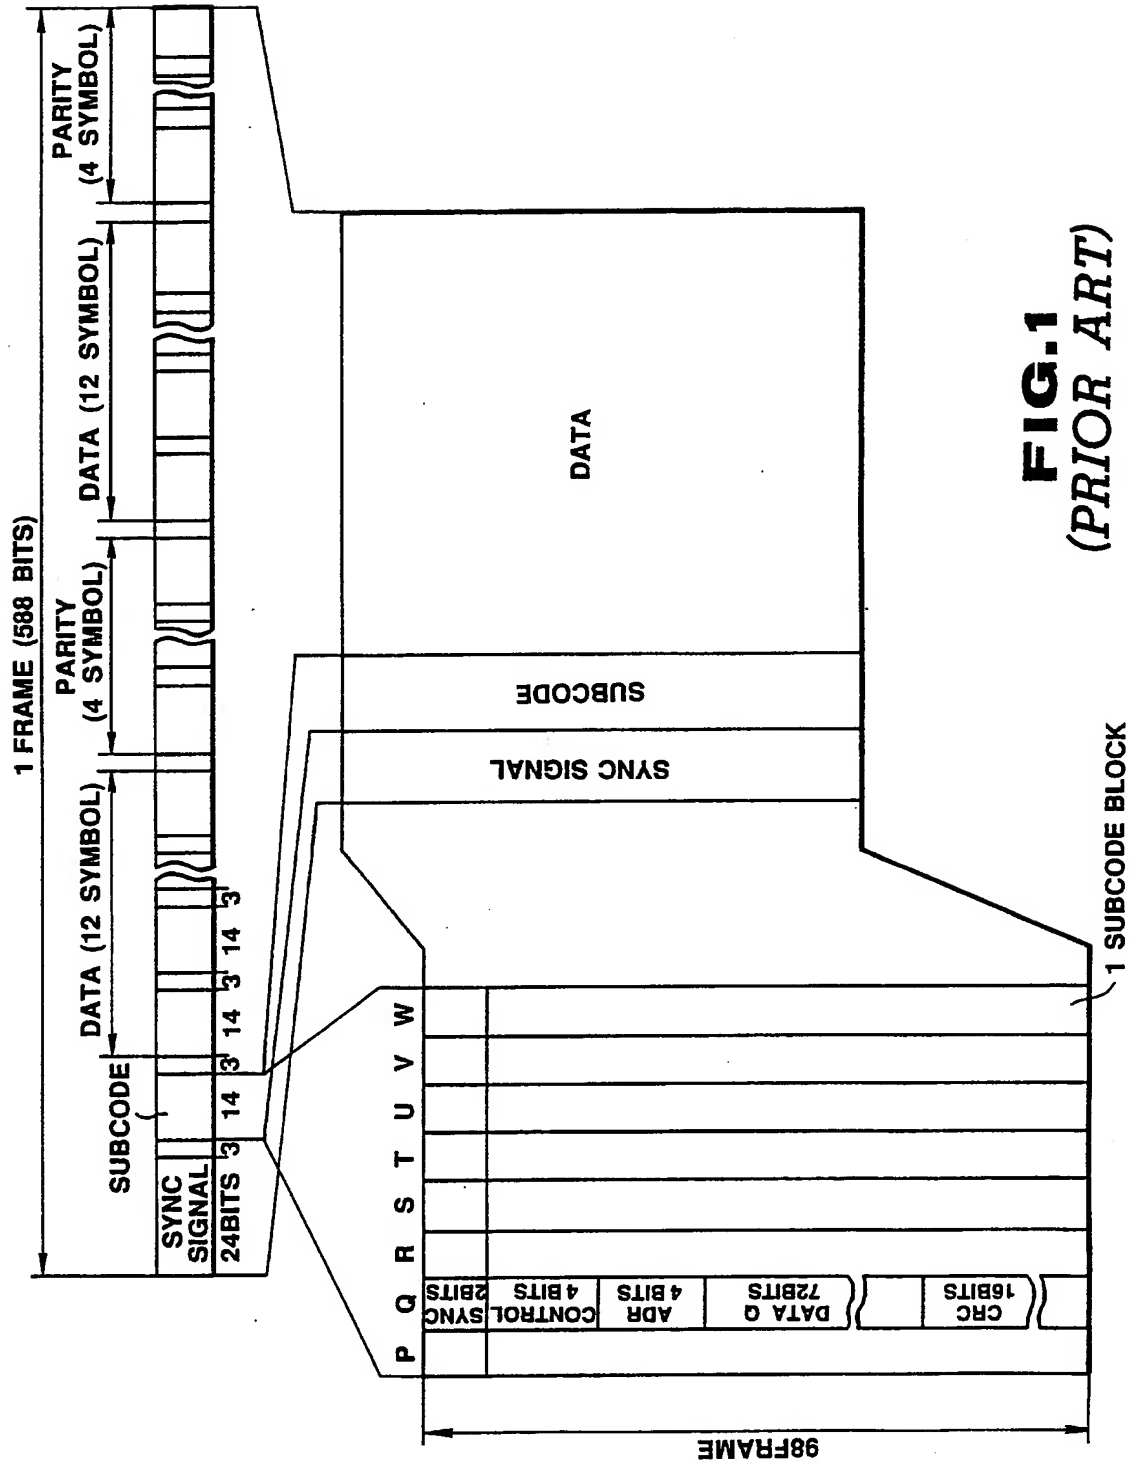 1 FRAME (588 BITS)
SUBCODE
DATA (12 SYMBOL)
PARITY
(4 SYMBOL)
DATA (12 SYMBOL)
PARITY
(4 SYMBOL)
SYNC
SIGNAL
24BITS 3 14 3 14 3 14 3
P Q R S T U V W
SYNC
2BITS
CONTROL
4 BITS
ADR
4 BITS
DATA Q
72BITS
CRC
16BITS
98FRAME
SYNC SIGNAL
SUBCODE
DATA
1 SUBCODE BLOCK
FIG.1
(PRIOR ART)